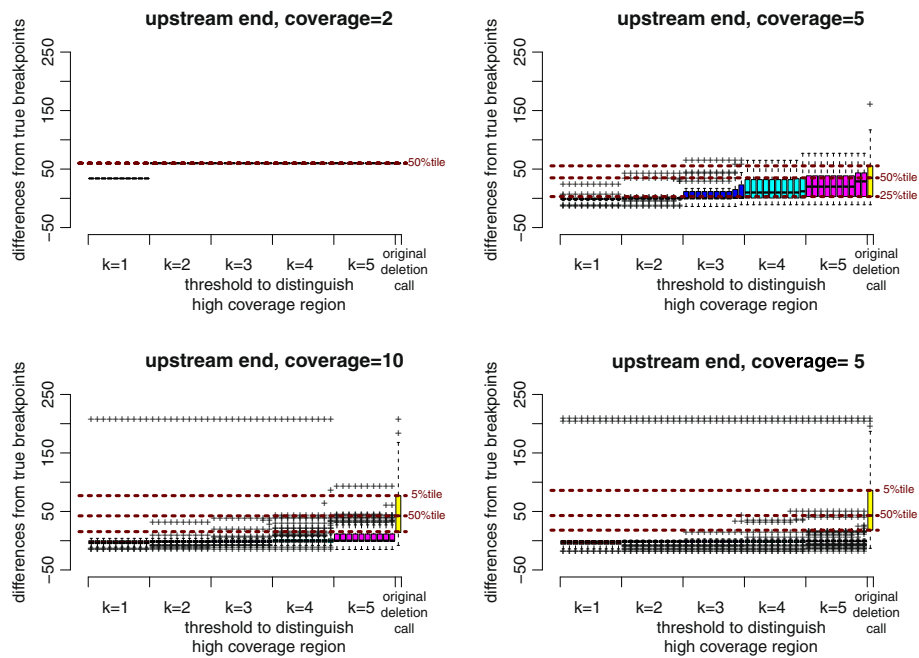 upstream end, coverage=2
differences from true breakpoints
250
150
50
−50
50%tile
k=1
k=2
k=3
k=4
k=5
original
deletion
call
threshold to distinguish
high coverage region
upstream end, coverage=5
differences from true breakpoints
250
150
50
−50
50%tile
25%tile
k=1
k=2
k=3
k=4
k=5
original
deletion
call
threshold to distinguish
high coverage region
upstream end, coverage=10
differences from true breakpoints
250
150
50
−50
5%tile
50%tile
k=1
k=2
k=3
k=4
k=5
original
deletion
call
threshold to distinguish
high coverage region
upstream end, coverage= 5
differences from true breakpoints
250
150
50
−50
5%tile
50%tile
k=1
k=2
k=3
k=4
k=5
original
deletion
call
threshold to distinguish
high coverage region